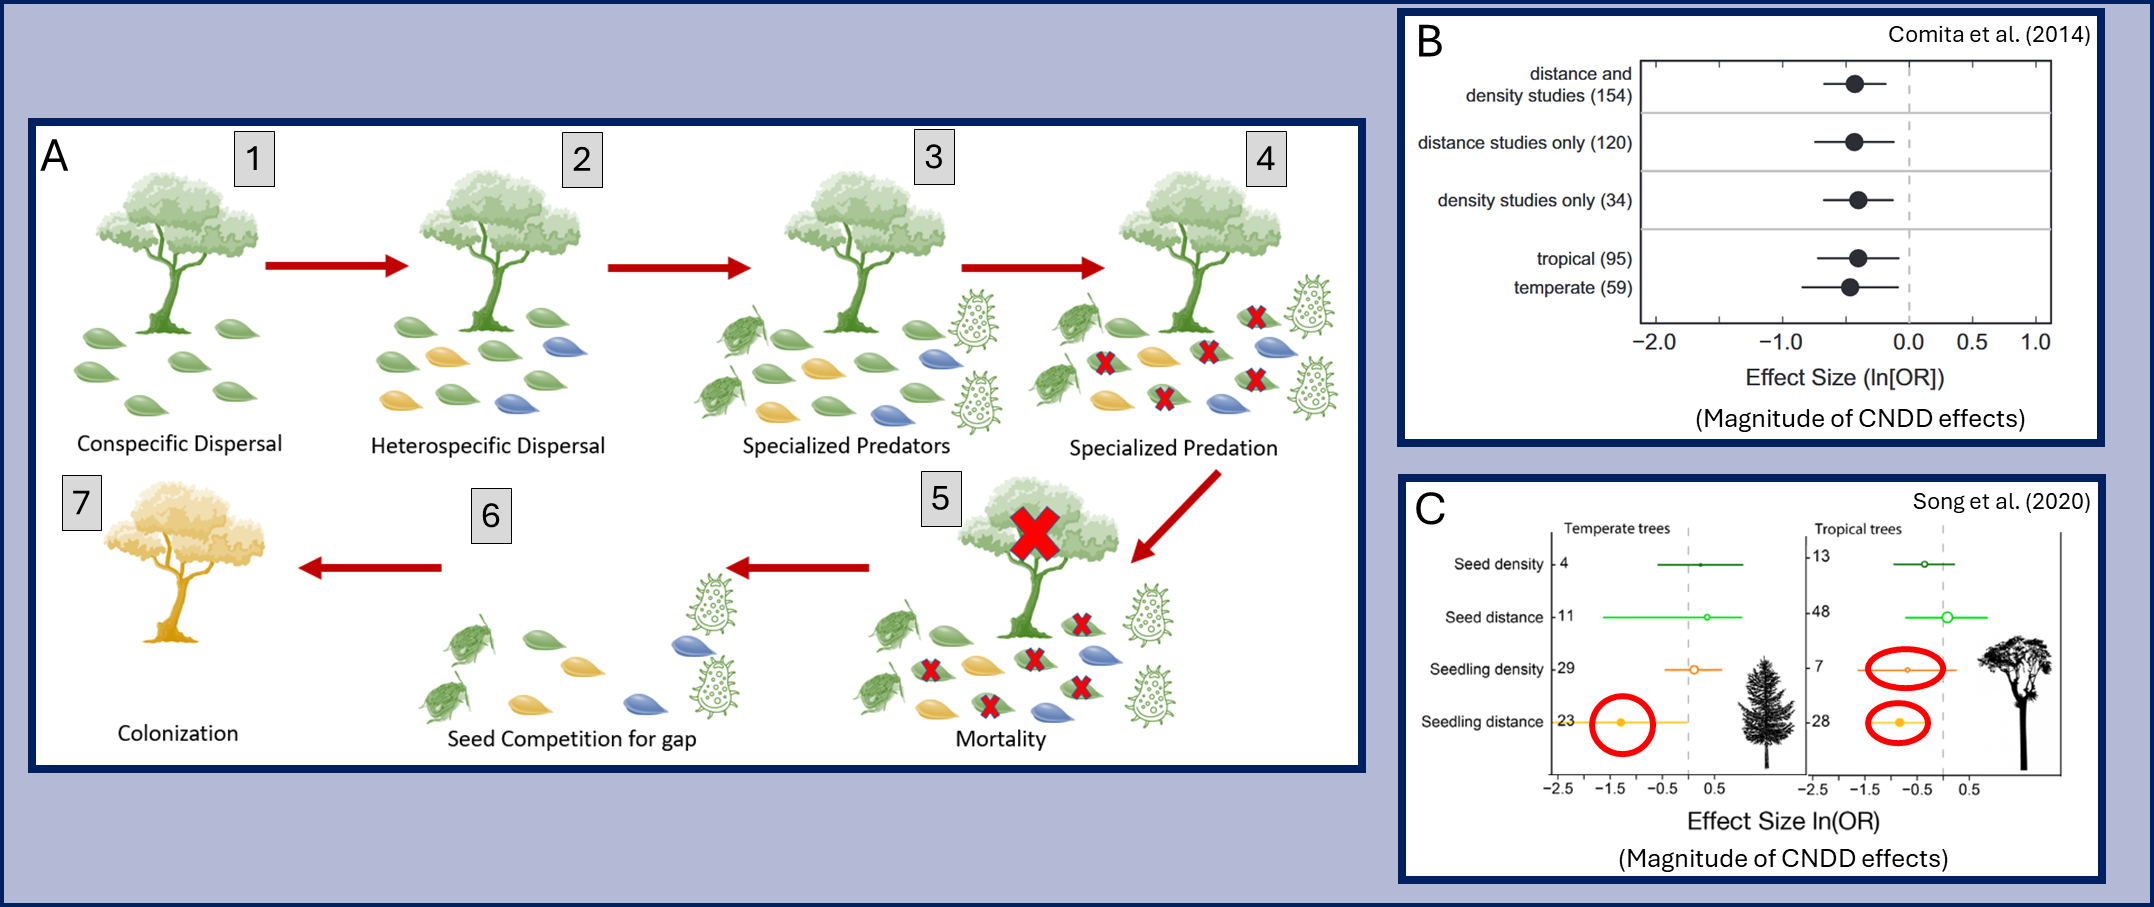 A
1
2
3
4
Conspecific Dispersal
Heterospecific Dispersal
Specialized Predators
Specialized Predation
7
6
5
Colonization
Seed Competition for gap
Mortality
B
Comita et al. (2014)
distance and
density studies (154)
distance studies only (120)
density studies only (34)
tropical (95)
temperate (59)
−2.0 −1.0 0.0 0.5 1.0
Effect Size (ln[OR])
(Magnitude of CNDD effects)
C
Song et al. (2020)
Temperate trees
Tropical trees
Seed density 4
13
Seed distance 11
48
Seedling density 29
7
Seedling distance 23
28
−2.5 −1.5 −0.5 0.5
−2.5 −1.5 −0.5 0.5
Effect Size ln(OR)
(Magnitude of CNDD effects)